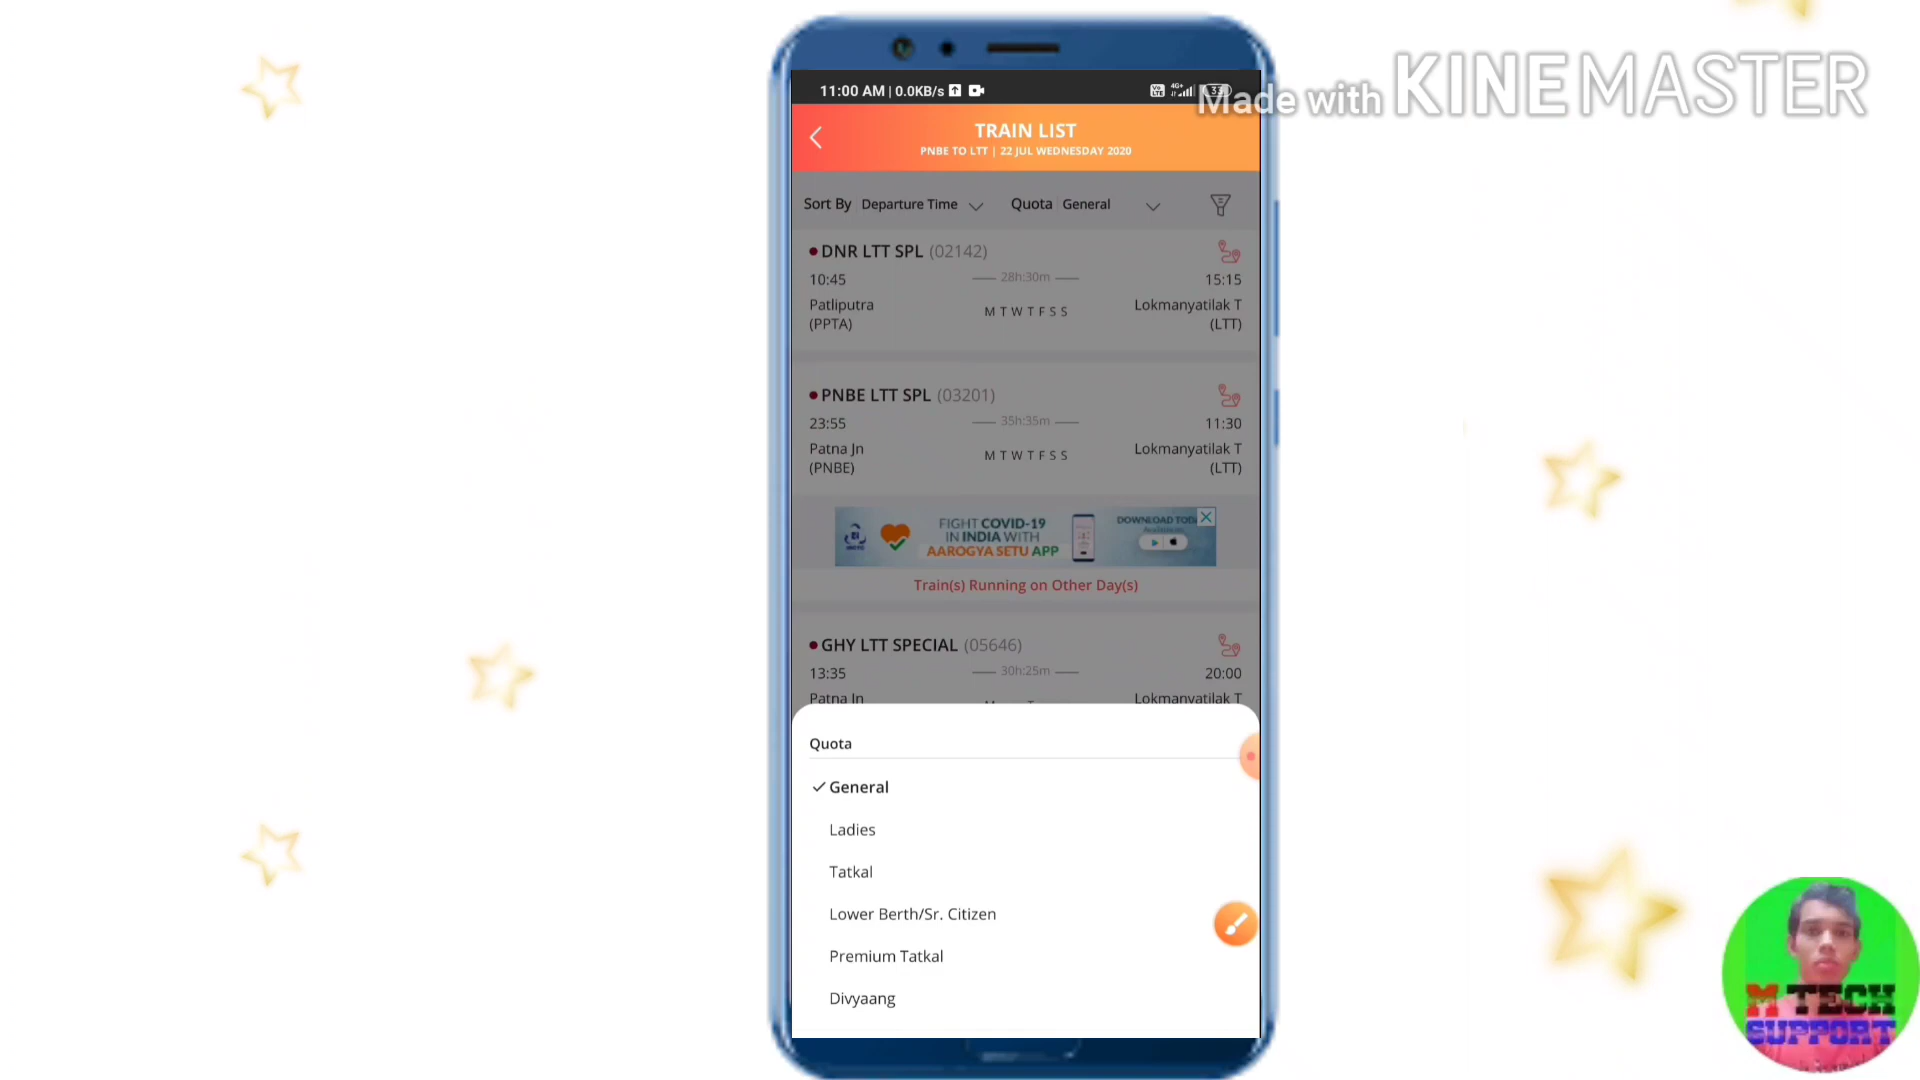 Made with KINEMASTER
11:00 AM | 0.0KB/s
33
TRAIN LIST
PNBE TO LTT | 22 JUL WEDNESDAY 2020
Sort By Departure Time Quota General
DNR LTT SPL (02142)
10:45 28h:30m 15:15
Patliputra M T W T F S S Lokmanyatilak T
(PPTA) (LTT)
PNBE LTT SPL (03201)
23:55 35h:35m 11:30
Patna Jn M T W T F S S Lokmanyatilak T
(PNBE) (LTT)
FIGHT COVID-19
IN INDIA WITH
AAROGYA SETU APP
DOWNLOAD
Train(s) Running on Other Day(s)
GHY LTT SPECIAL (05646)
13:35 30h:25m 20:00
Patna Jn Lokmanyatilak T
Quota
General
Ladies
Tatkal
Lower Berth/Sr. Citizen
Premium Tatkal
Divyaang
M TECH
SUPPORT